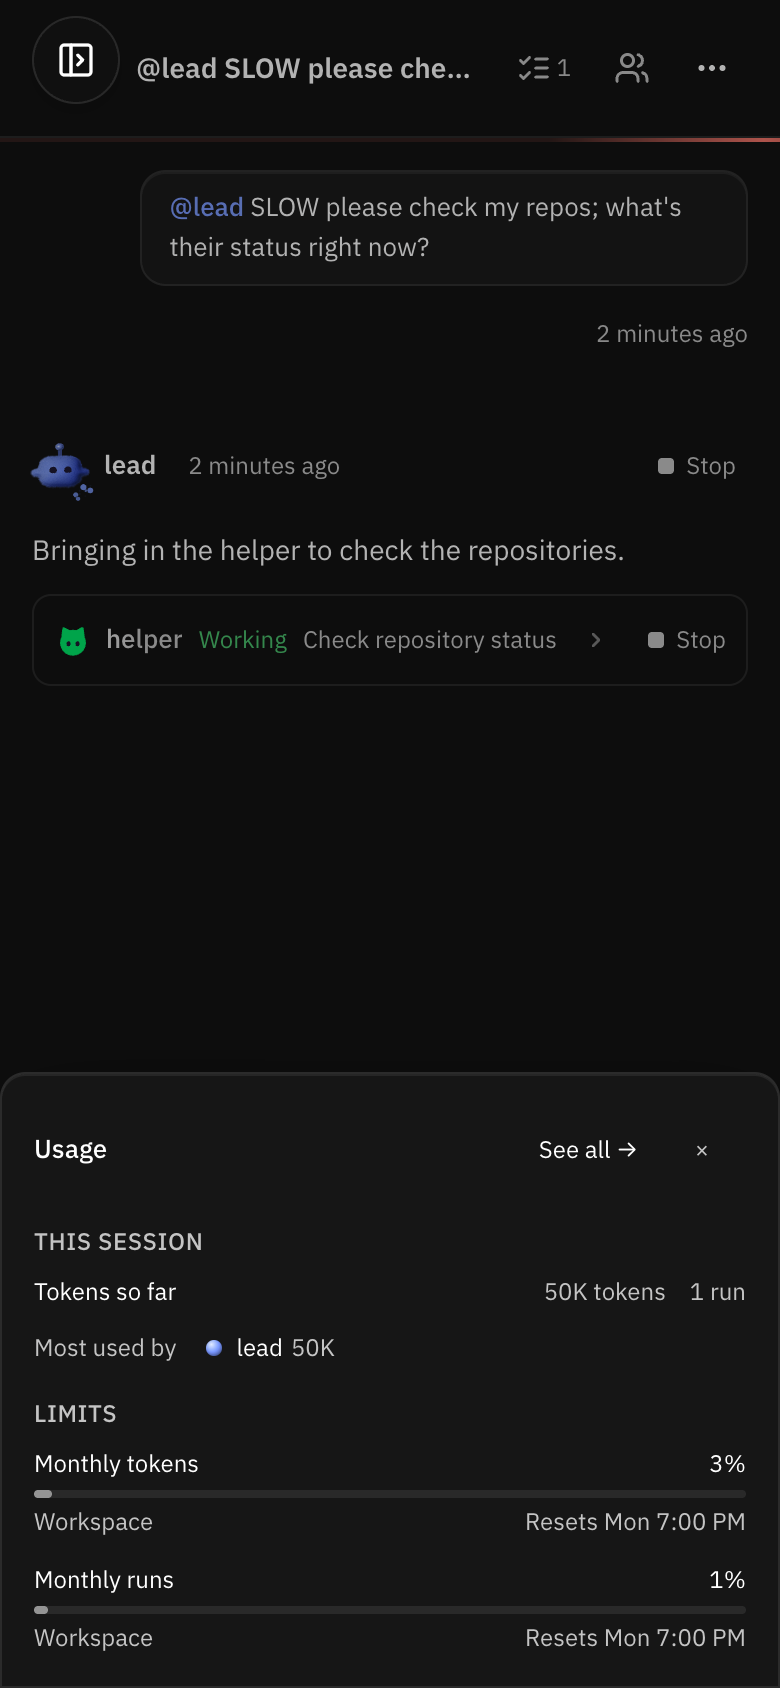 @lead SLOW please che...
1
@lead SLOW please check my repos; what's
their status right now?
2 minutes ago
lead 2 minutes ago Stop
Bringing in the helper to check the repositories.
helper Working Check repository status Stop
Usage See all →
THIS SESSION
Tokens so far 50K tokens 1 run
Most used by lead 50K
LIMITS
Monthly tokens 3%
Workspace Resets Mon 7:00 PM
Monthly runs 1%
Workspace Resets Mon 7:00 PM